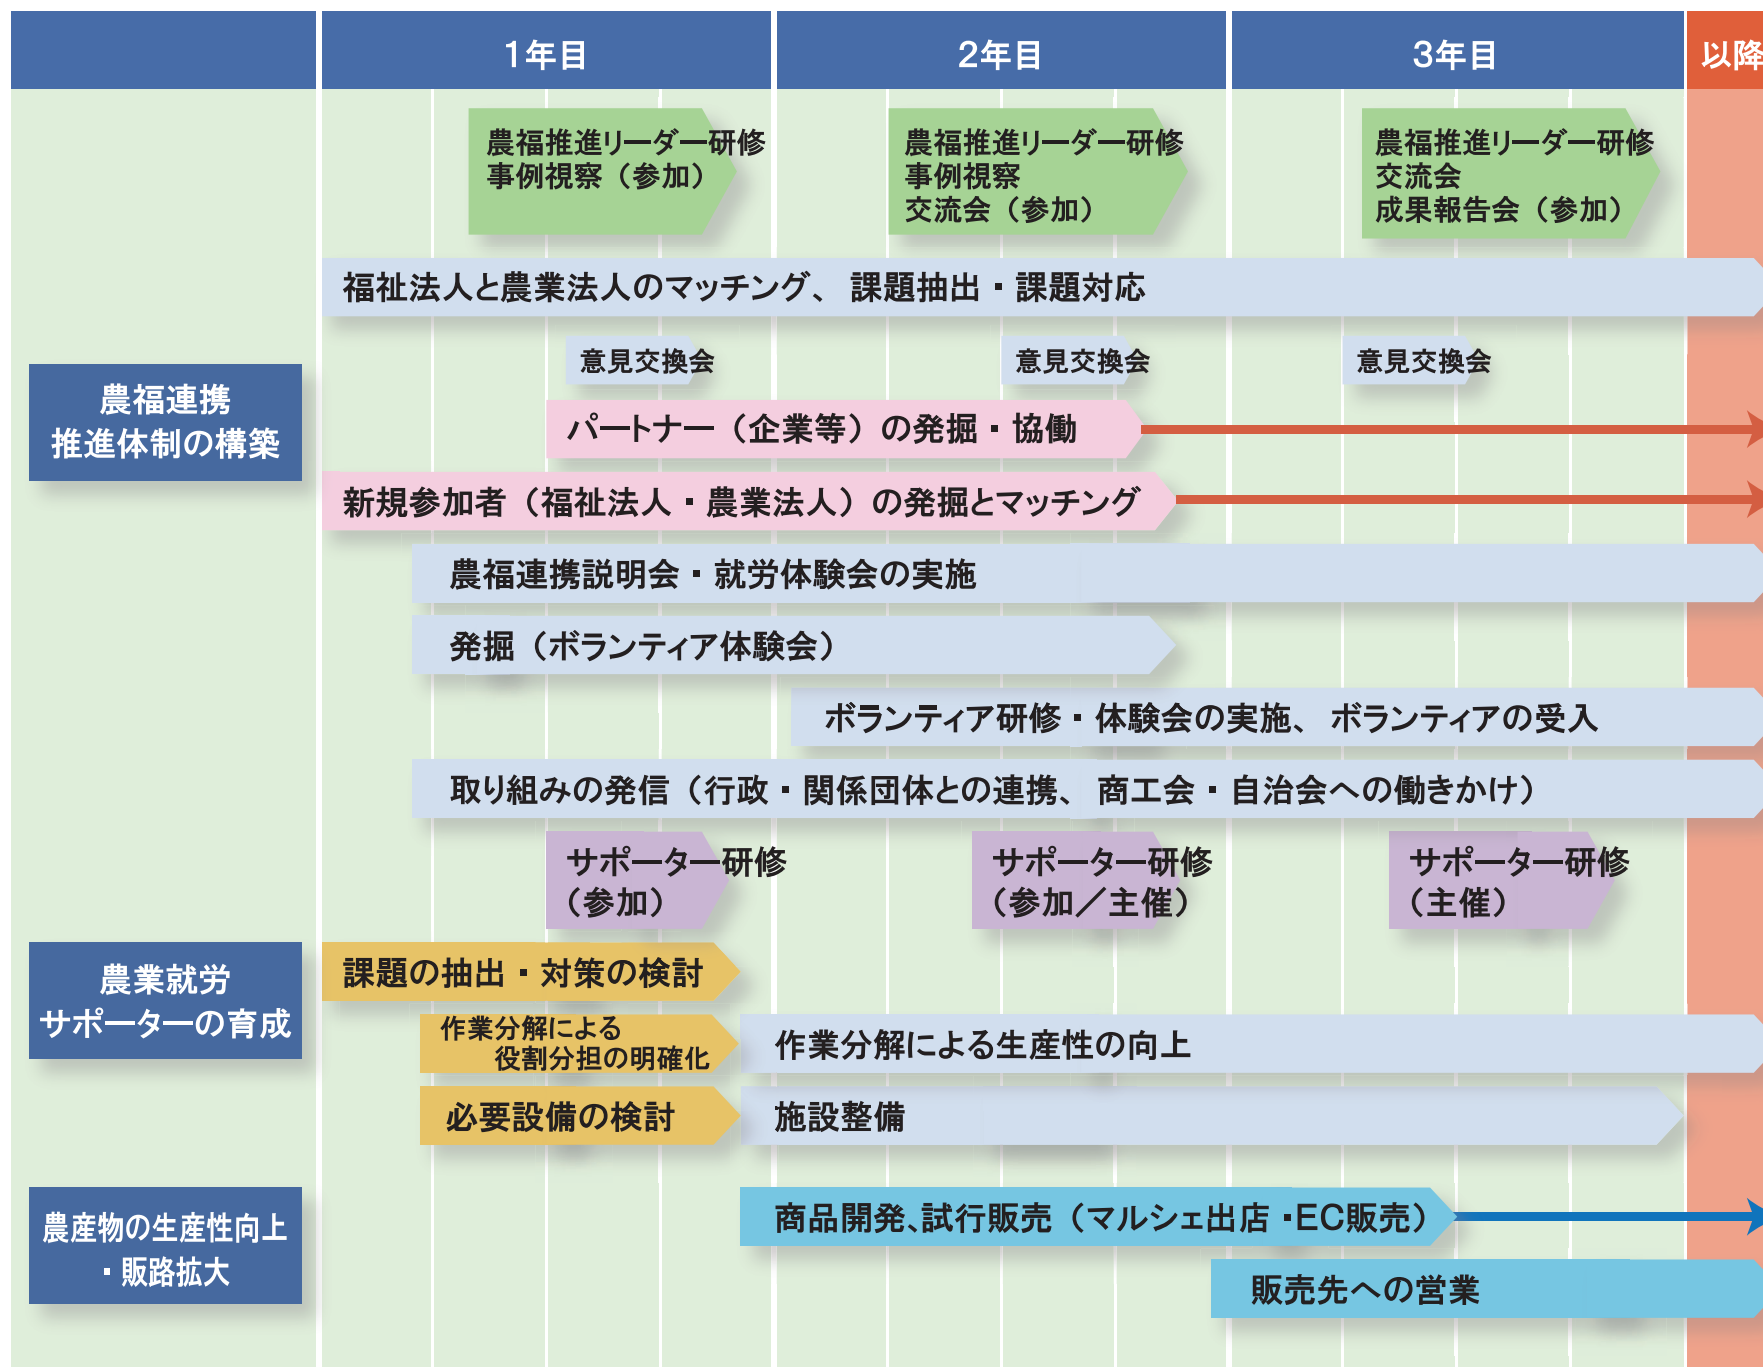 1年目
2年目
3年目
以降
農福推進リーダー研修
事例視察（参加）
農福推進リーダー研修
事例視察
交流会（参加）
農福推進リーダー研修
交流会
成果報告会（参加）
福祉法人と農業法人のマッチング、課題抽出・課題対応
意見交換会
意見交換会
意見交換会
農福連携
推進体制の構築
パートナー（企業等）の発掘・協働
新規参加者（福祉法人・農業法人）の発掘とマッチング
農福連携説明会・就労体験会の実施
発掘（ボランティア体験会）
ボランティア研修・体験会の実施、ボランティアの受入
取り組みの発信（行政・関係団体との連携、商工会・自治会への働きかけ）
サポーター研修
（参加）
サポーター研修
（参加／主催）
サポーター研修
（主催）
農業就労
サポーターの育成
課題の抽出・対策の検討
作業分解による
役割分担の明確化
作業分解による生産性の向上
必要設備の検討
施設整備
農産物の生産性向上
・販路拡大
商品開発、試行販売（マルシェ出店・EC販売）
販売先への営業